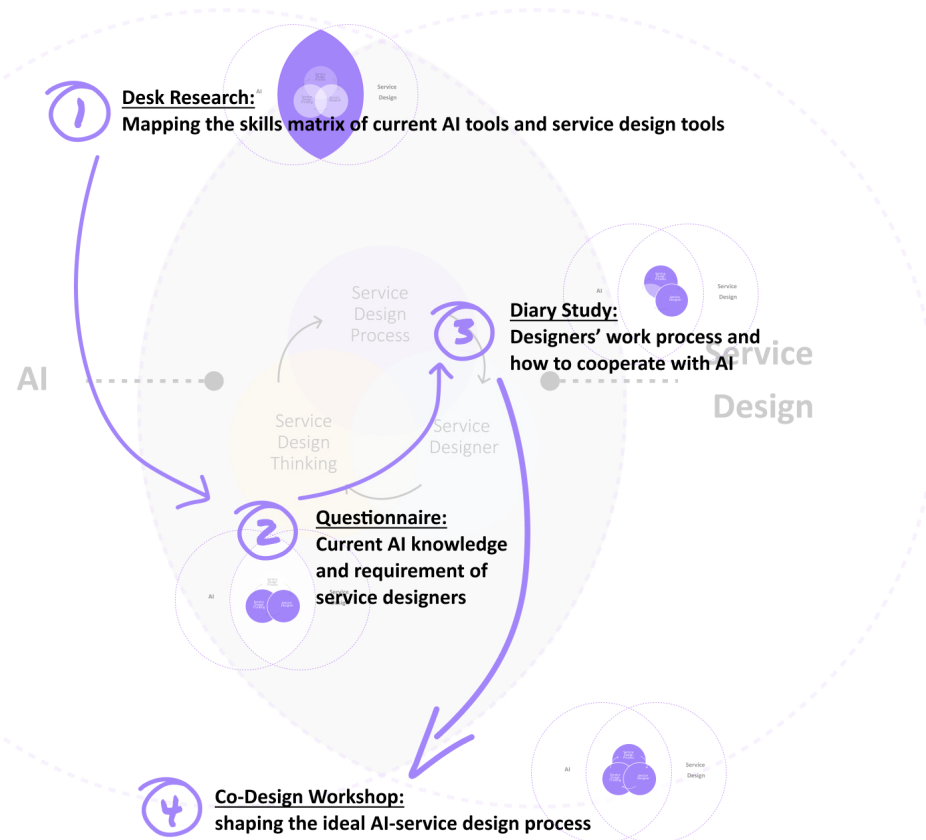 1
Desk Research:
Mapping the skills matrix of current AI tools and service design tools
AI
Service
Design
Service
Design
Process
3
Diary Study:
Designers' work process and
how to cooperate with AI
AI
Service
Design
AI
Service
Design
Service
Design
Thinking
Service
Designer
2
Questionnaire:
Current AI knowledge
and requirement of
service designers
AI
4
Co-Design Workshop:
shaping the ideal AI-service design process
AI
Service
Design